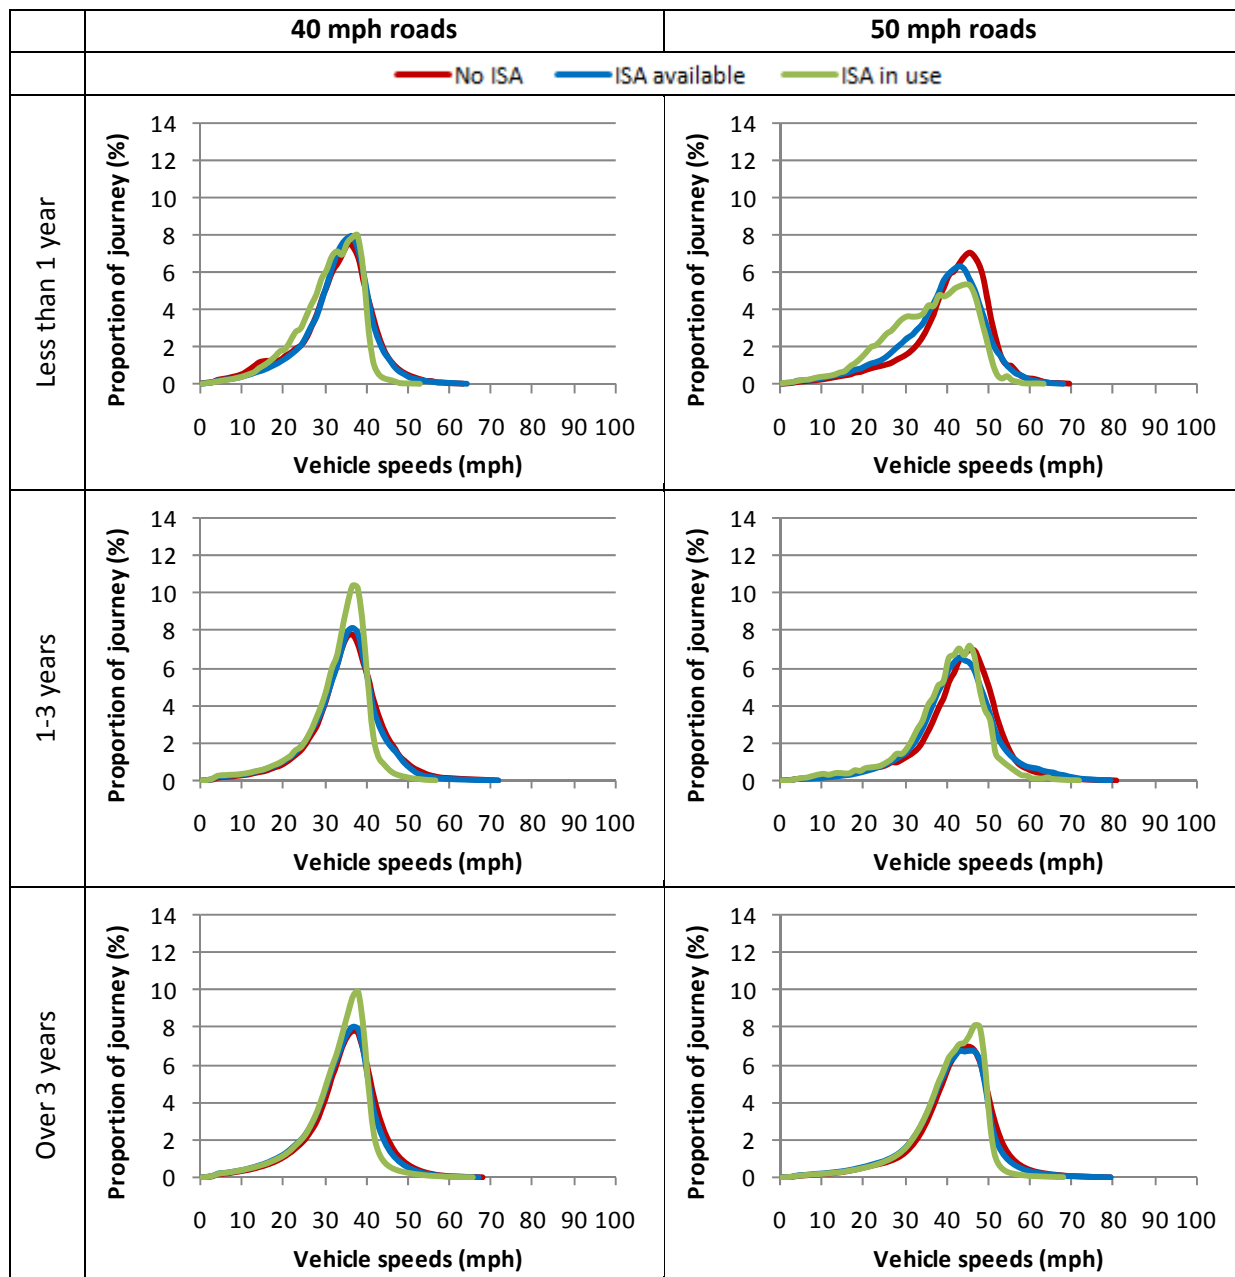 40 mph roads
50 mph roads
No ISA
ISA available
ISA in use
Less than 1 year
Proportion of journey (%)
14
12
10
8
6
4
2
0
0 10 20 30 40 50 60 70 80 90 100
Vehicle speeds (mph)
Proportion of journey (%)
14
12
10
8
6
4
2
0
0 10 20 30 40 50 60 70 80 90 100
Vehicle speeds (mph)
1-3 years
Proportion of journey (%)
14
12
10
8
6
4
2
0
0 10 20 30 40 50 60 70 80 90 100
Vehicle speeds (mph)
Proportion of journey (%)
14
12
10
8
6
4
2
0
0 10 20 30 40 50 60 70 80 90 100
Vehicle speeds (mph)
Over 3 years
Proportion of journey (%)
14
12
10
8
6
4
2
0
0 10 20 30 40 50 60 70 80 90 100
Vehicle speeds (mph)
Proportion of journey (%)
14
12
10
8
6
4
2
0
0 10 20 30 40 50 60 70 80 90 100
Vehicle speeds (mph)